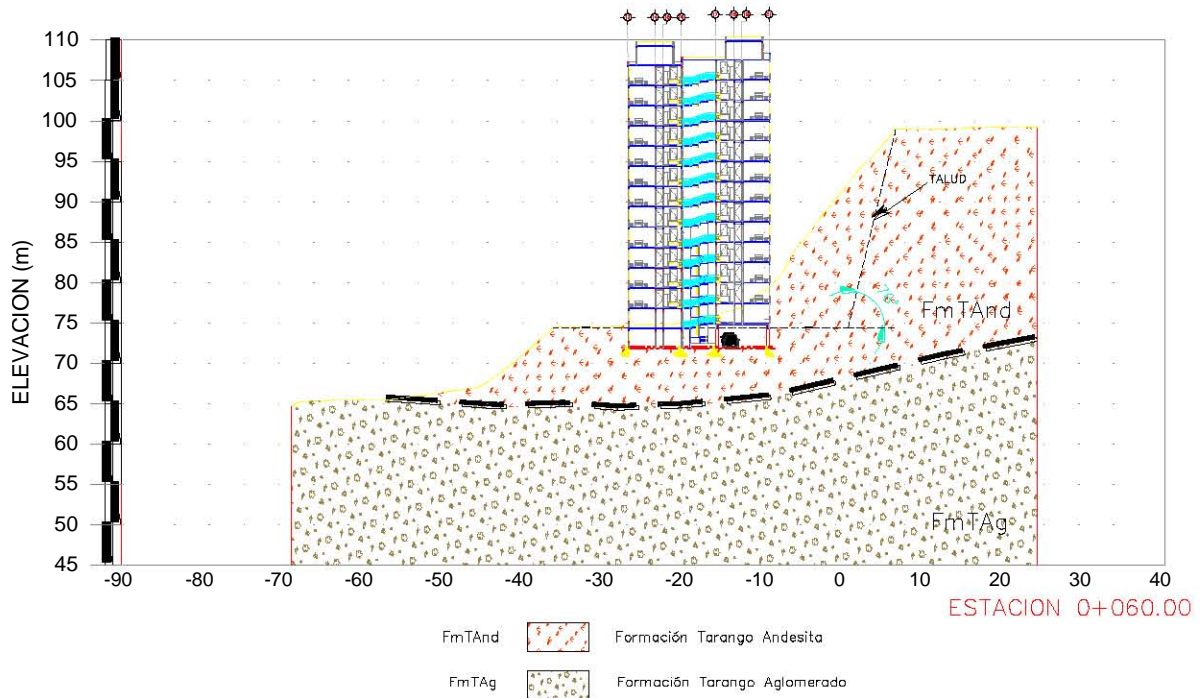 110
105
100
95
90
85
80
75
70
65
60
55
50
45
ELEVACION (m)
TALUD
FmTAnd
FmTAg
-90 -80 -70 -60 -50 -40 -30 -20 -10 0 10 20 30 40
ESTACION 0+060.00
FmTAnd Formación Tarango Andesita
FmTAg Formación Tarango Aglomerado